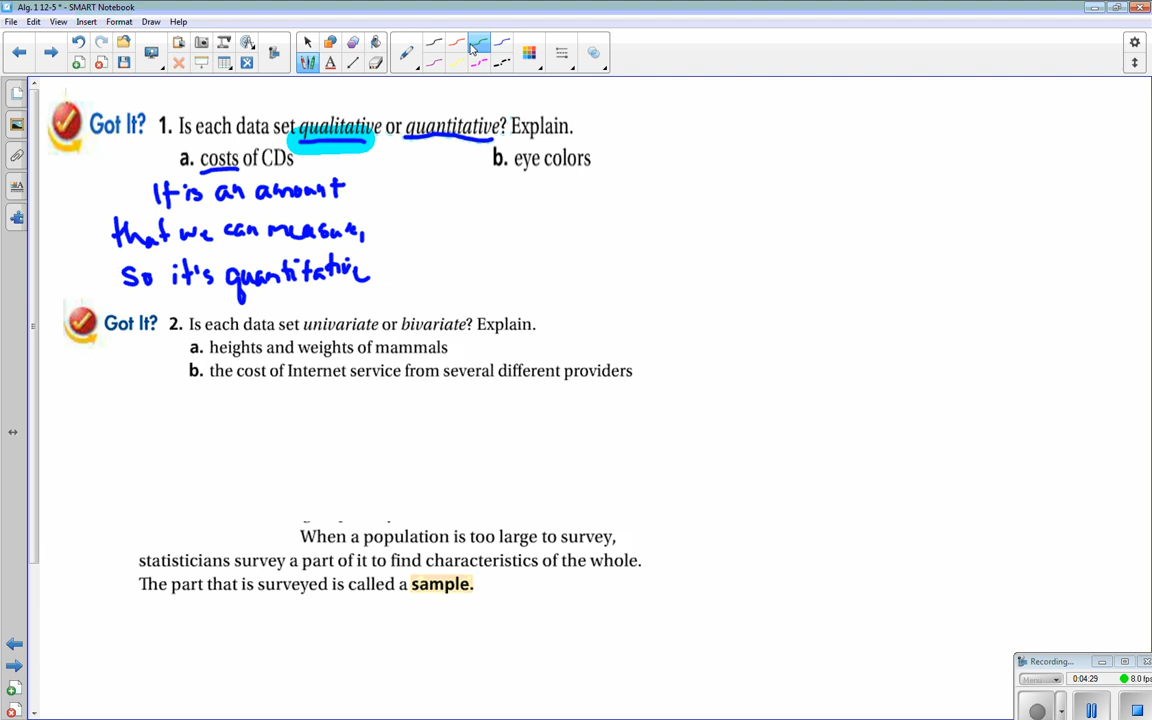 Alg. 1 12-5 * - SMART Notebook
File Edit View Insert Format Draw Help
Got It? 1. Is each data set qualitative or quantitative? Explain.
a. costs of CDs b. eye colors
It is an amount
that we can measure,
so it's quantitative
Got It? 2. Is each data set univariate or bivariate? Explain.
a. heights and weights of mammals
b. the cost of Internet service from several different providers
When a population is too large to survey,
statisticians survey a part of it to find characteristics of the whole.
The part that is surveyed is called a sample.
Recording...
Menu 0:04:29 8.0 fps